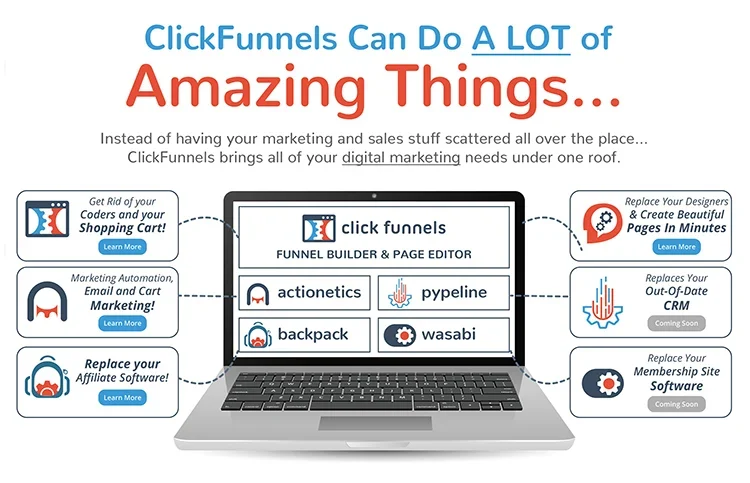 ClickFunnels Can Do A LOT of
Amazing Things...
Instead of having your marketing and sales stuff scattered all over the place...
ClickFunnels brings all of your digital marketing needs under one roof.
Get Rid of your
Coders and your
Shopping Cart!
Learn More
Marketing Automation,
Email and Cart
Marketing!
Learn More
Replace your
Affiliate Software!
Learn More
click funnels
FUNNEL BUILDER & PAGE EDITOR
actionetics
pypeline
backpack
wasabi
Replace Your Designers
& Create Beautiful
Pages In Minutes
Learn More
Replaces Your
Out-Of-Date
CRM
Coming Soon
Replace Your
Membership Site
Software
Coming Soon